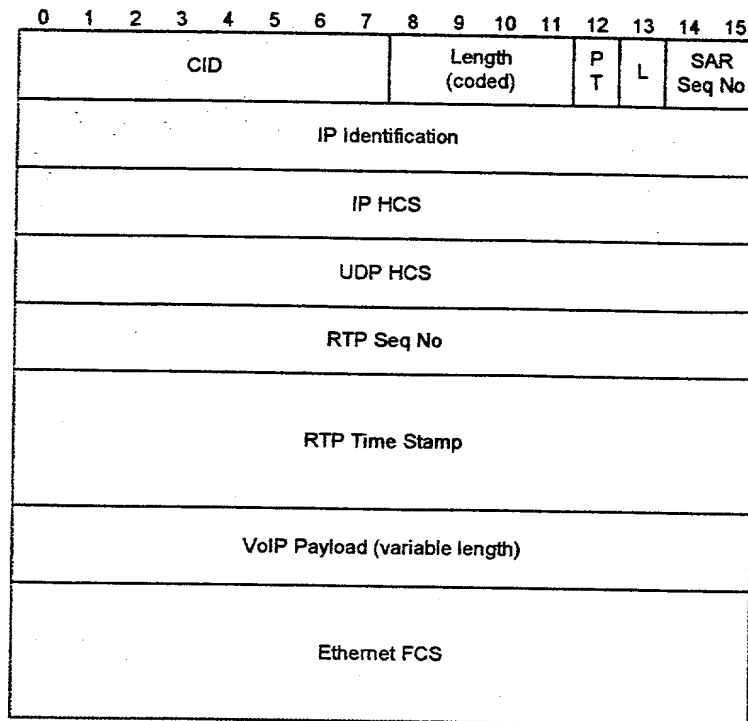 0 1 2 3 4 5 6 7 8 9 10 11 12 13 14 15
CID Length (coded) P T L SAR Seq No
IP Identification
IP HCS
UDP HCS
RTP Seq No
RTP Time Stamp
VoIP Payload (variable length)
Ethernet FCS